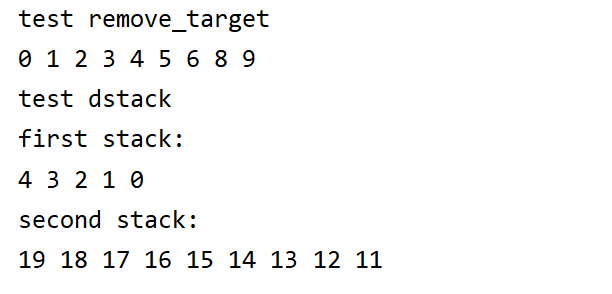 test remove_target
0 1 2 3 4 5 6 8 9
test dstack
first stack:
4 3 2 1 0
second stack:
19 18 17 16 15 14 13 12 11